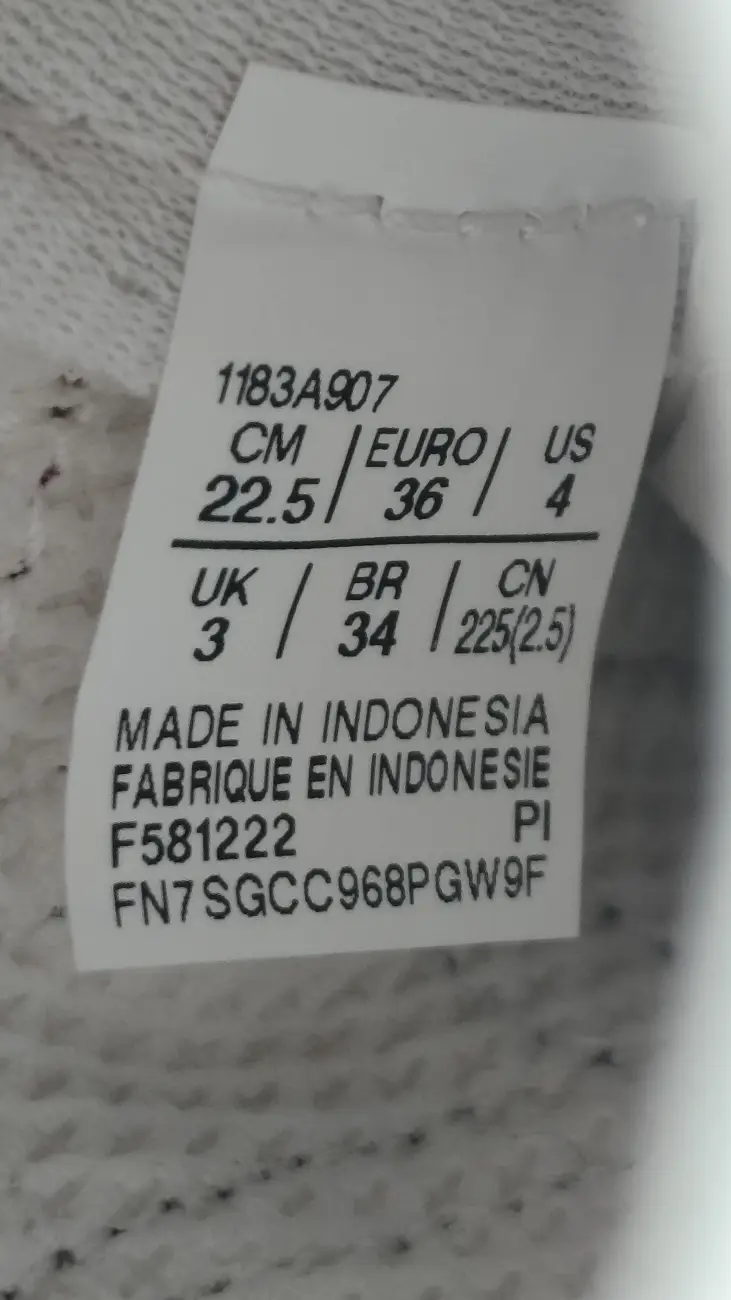 1183A907
CM / EURO / US
22.5 / 36 / 4
UK / BR / CN
3 / 34 / 225(2.5)
MADE IN INDONESIA
FABRIQUE EN INDONESIE
F581222 PI
FN7SGCC968PGW9F